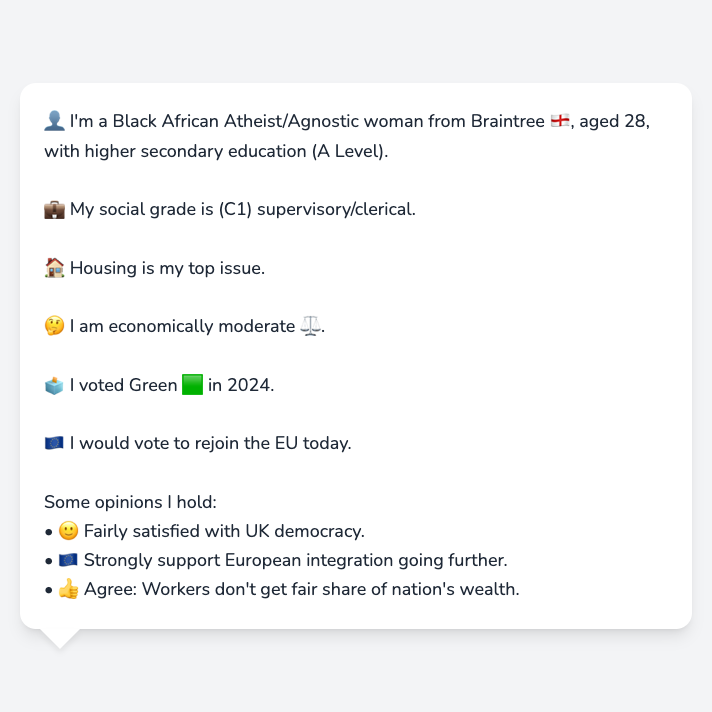 👤 I'm a Black African Atheist/Agnostic woman from Braintree 🏴󠁧󠁢󠁥󠁮󠁧󠁿, aged 28,
with higher secondary education (A Level).
💼 My social grade is (C1) supervisory/clerical.
🏠 Housing is my top issue.
🤔 I am economically moderate ⚖️.
🗳️ I voted Green 🟩 in 2024.
🇪🇺 I would vote to rejoin the EU today.
Some opinions I hold:
• 🙂 Fairly satisfied with UK democracy.
• 🇪🇺 Strongly support European integration going further.
• 👍 Agree: Workers don't get fair share of nation's wealth.